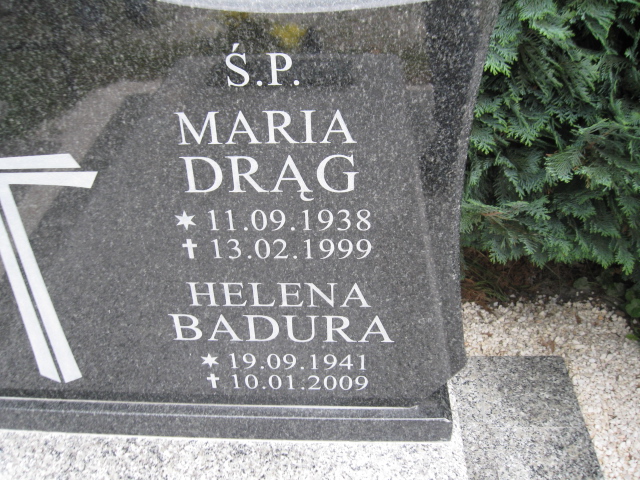 Ś.P.
MARIA
DRĄG
* 11.09.1938
✝ 13.02.1999
HELENA
BADURA
* 19.09.1941
✝ 10.01.2009